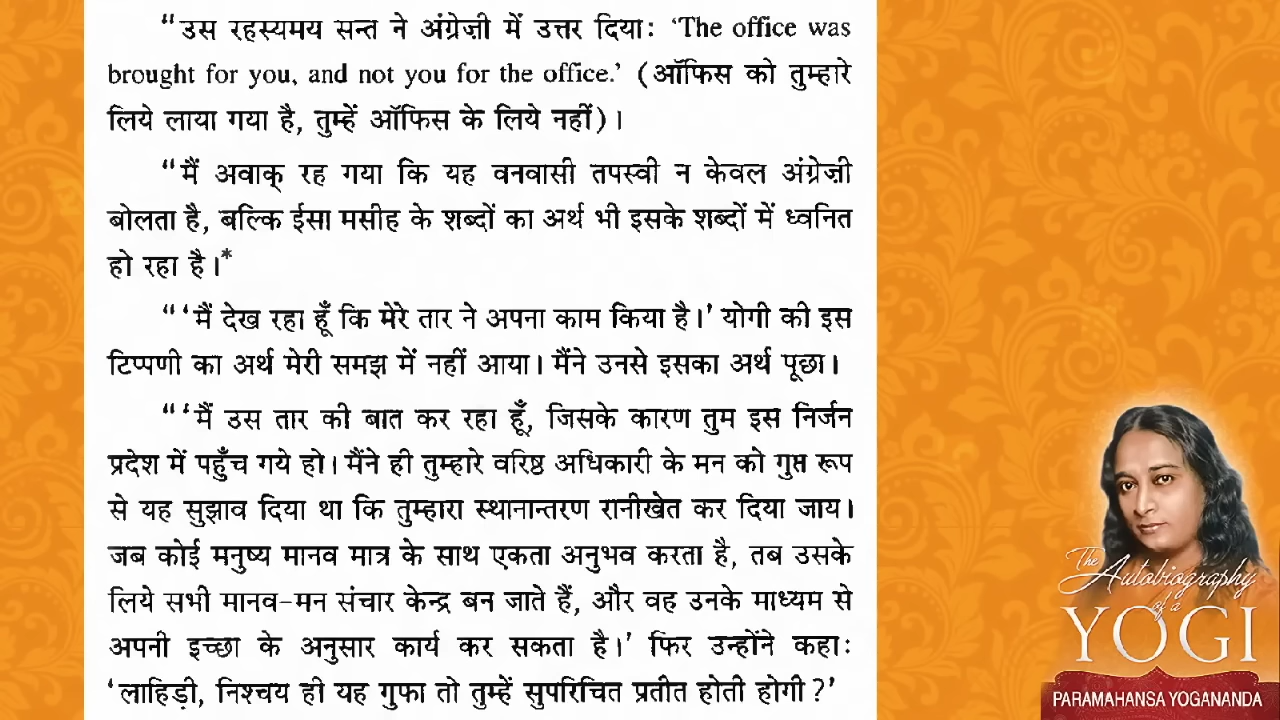 “उस रहस्यमय सन्त ने अंग्रेज़ी में उत्तर दिया: ‘The office was
brought for you, and not you for the office.’ (ऑफिस को तुम्हारे
लिये लाया गया है, तुम्हें ऑफिस के लिये नहीं)।
“मैं अवाक् रह गया कि यह वनवासी तपस्वी न केवल अंग्रेज़ी
बोलता है, बल्कि ईसा मसीह के शब्दों का अर्थ भी इसके शब्दों में ध्वनित
हो रहा है।*
“‘मैं देख रहा हूँ कि मेरे तार ने अपना काम किया है।’ योगी की इस
टिप्पणी का अर्थ मेरी समझ में नहीं आया। मैंने उनसे इसका अर्थ पूछा।
“‘मैं उस तार की बात कर रहा हूँ, जिसके कारण तुम इस निर्जन
प्रदेश में पहुँच गये हो। मैंने ही तुम्हारे वरिष्ठ अधिकारी के मन को गुप्त रूप
से यह सुझाव दिया था कि तुम्हारा स्थानान्तरण रानीखेत कर दिया जाय।
जब कोई मनुष्य मानव मात्र के साथ एकता अनुभव करता है, तब उसके
लिये सभी मानव-मन संचार केन्द्र बन जाते हैं, और वह उनके माध्यम से
अपनी इच्छा के अनुसार कार्य कर सकता है।’ फिर उन्होंने कहा:
‘लाहिड़ी, निश्चय ही यह गुफा तो तुम्हें सुपरिचित प्रतीत होती होगी?’
The
Autobiography
of a
YOGI
PARAMAHANSA YOGANANDA